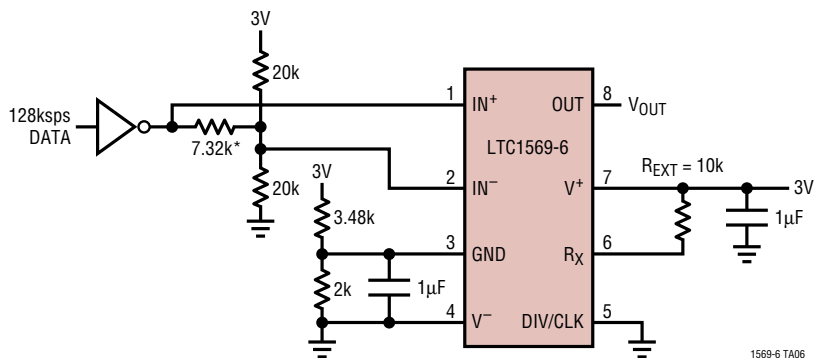 3V
20k
128ksps
DATA
7.32k*
20k
3V
3.48k
2k
1µF
1
IN+
2
IN−
3
GND
4
V−
LTC1569-6
OUT
8
VOUT
V+
7
RX
6
DIV/CLK
5
REXT = 10k
3V
1µF
1569-6 TA06